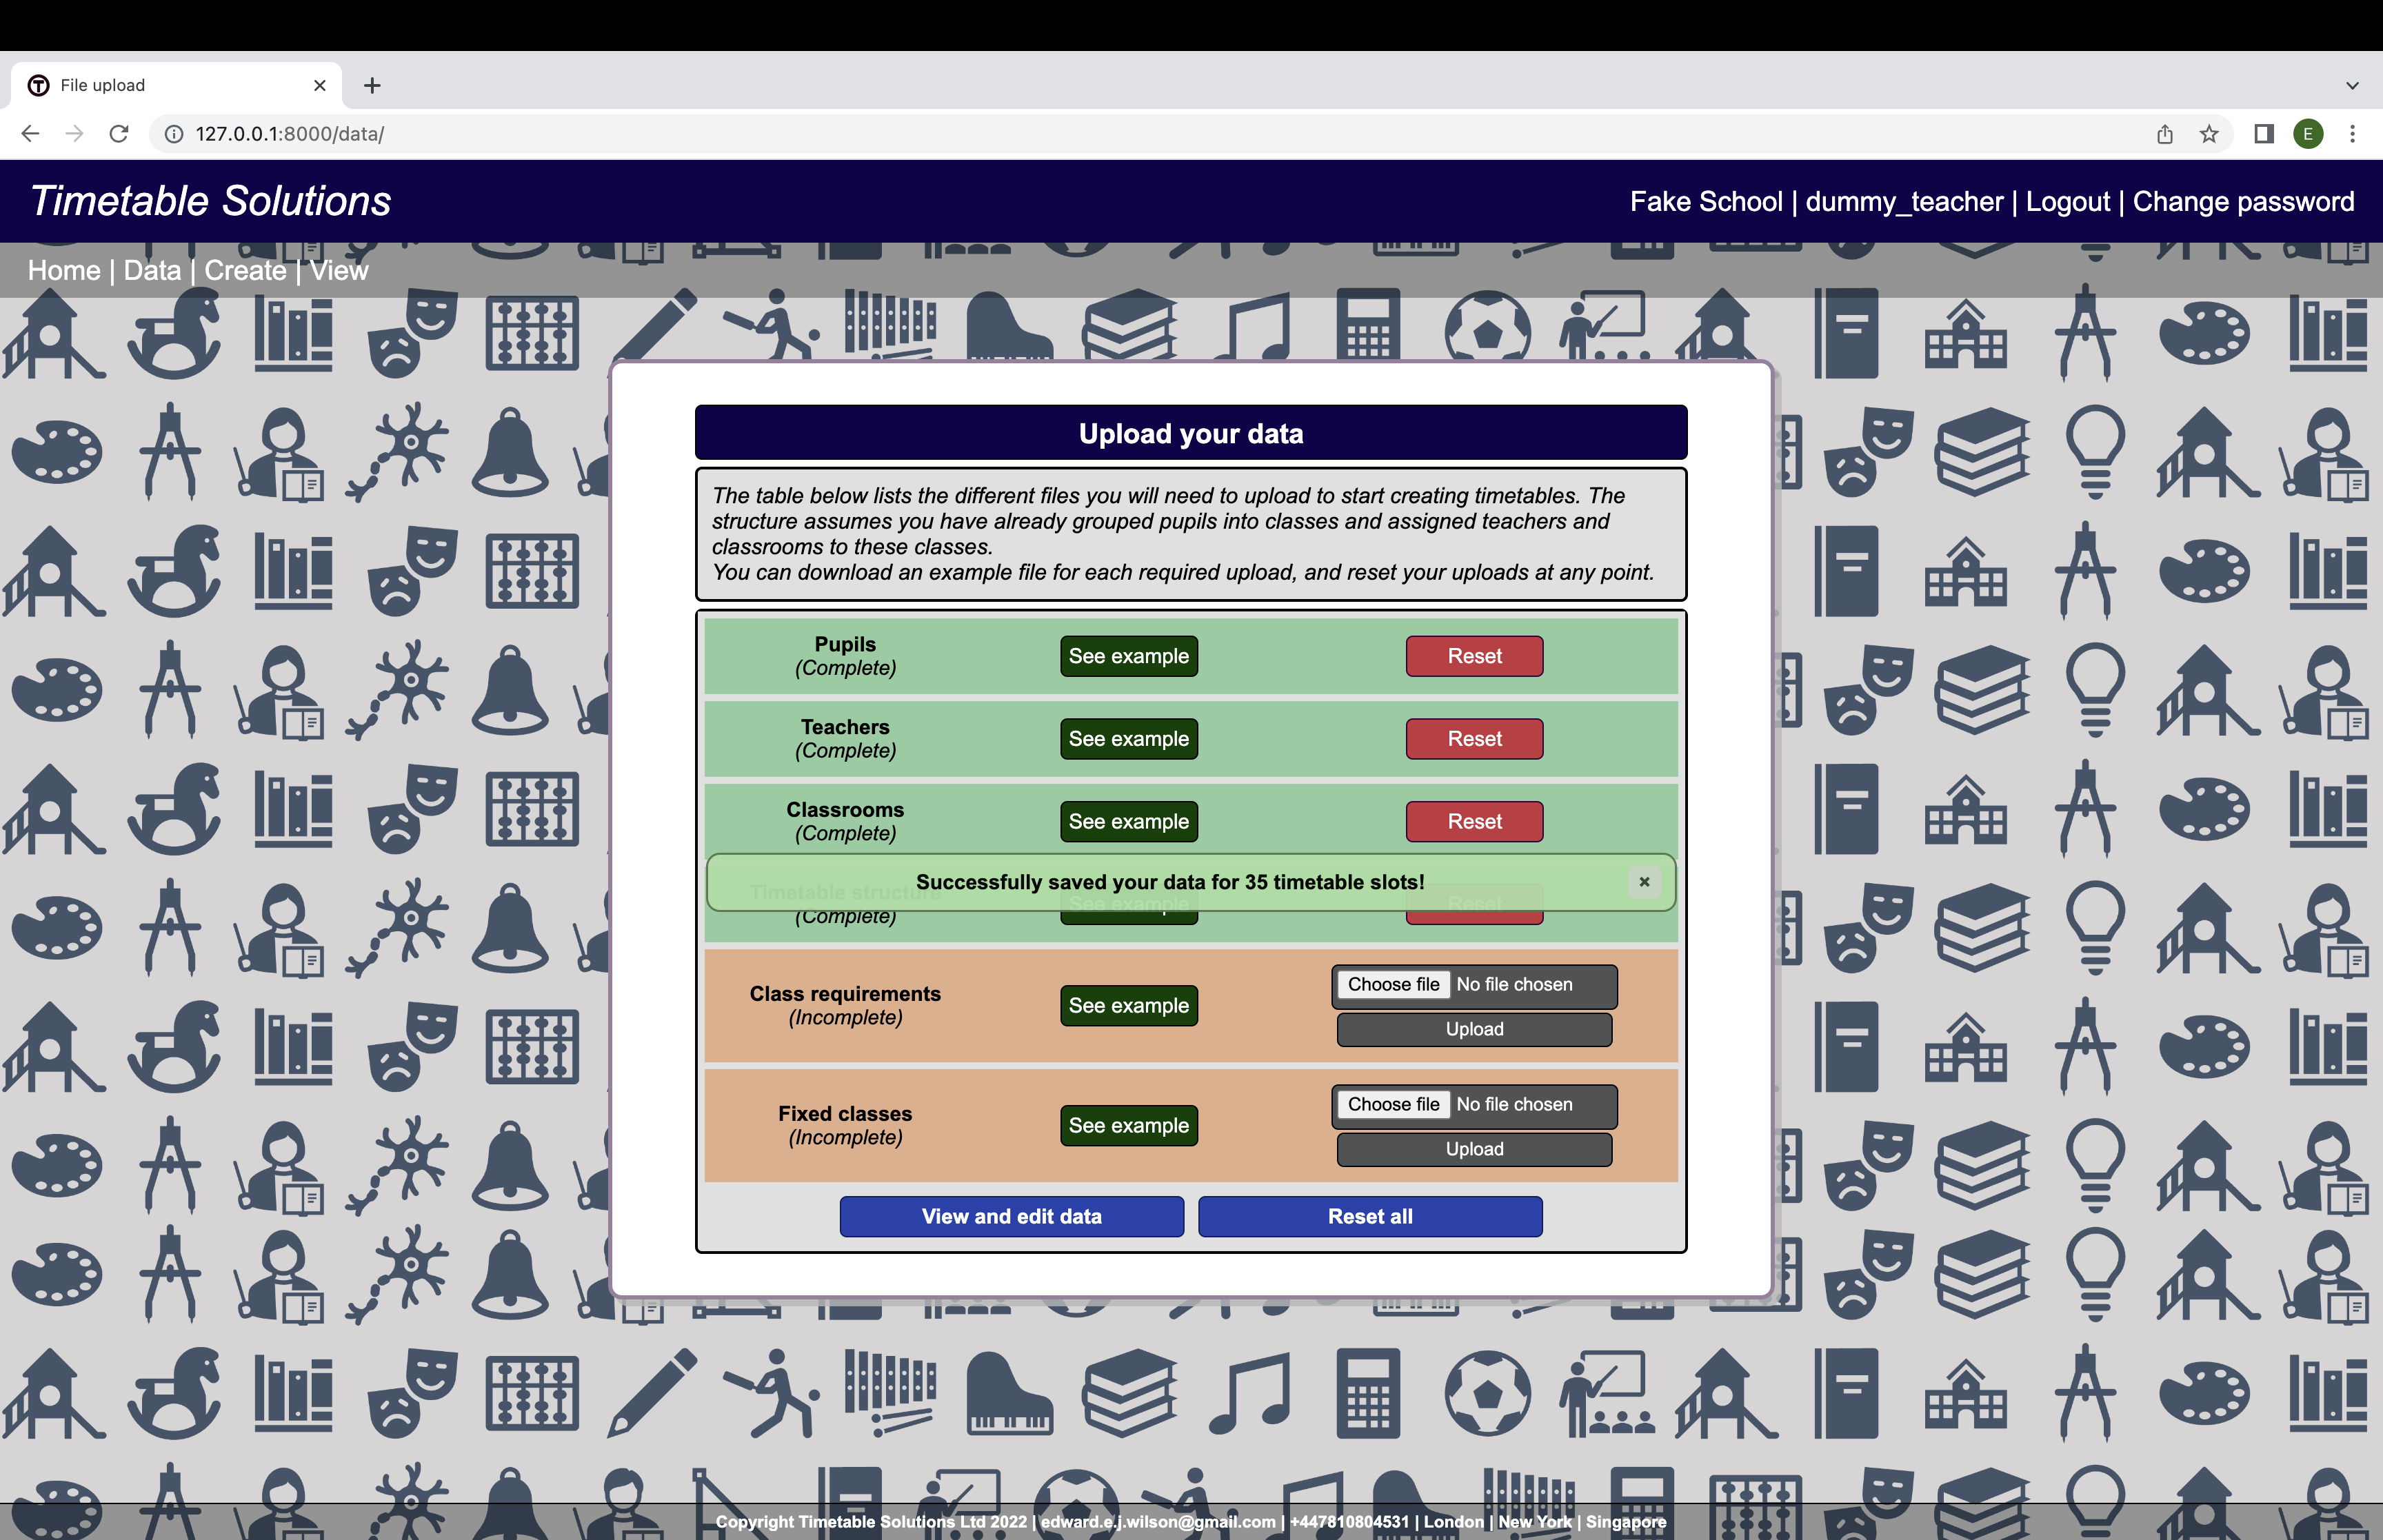 File upload
127.0.0.1:8000/data/
E
Timetable Solutions
Fake School | dummy_teacher | Logout | Change password
Home | Data | Create | View
Upload your data
The table below lists the different files you will need to upload to start creating timetables. The
structure assumes you have already grouped pupils into classes and assigned teachers and
classrooms to these classes.
You can download an example file for each required upload, and reset your uploads at any point.
Pupils
(Complete)
See example
Reset
Teachers
(Complete)
See example
Reset
Classrooms
(Complete)
See example
Reset
Successfully saved your data for 35 timetable slots!
Timetable structure
(Complete)
See example
Reset
Class requirements
(Incomplete)
See example
Choose file No file chosen
Upload
Fixed classes
(Incomplete)
See example
Choose file No file chosen
Upload
View and edit data
Reset all
Copyright Timetable Solutions Ltd 2022 | edward.e.j.wilson@gmail.com | +447810804531 | London | New York | Singapore